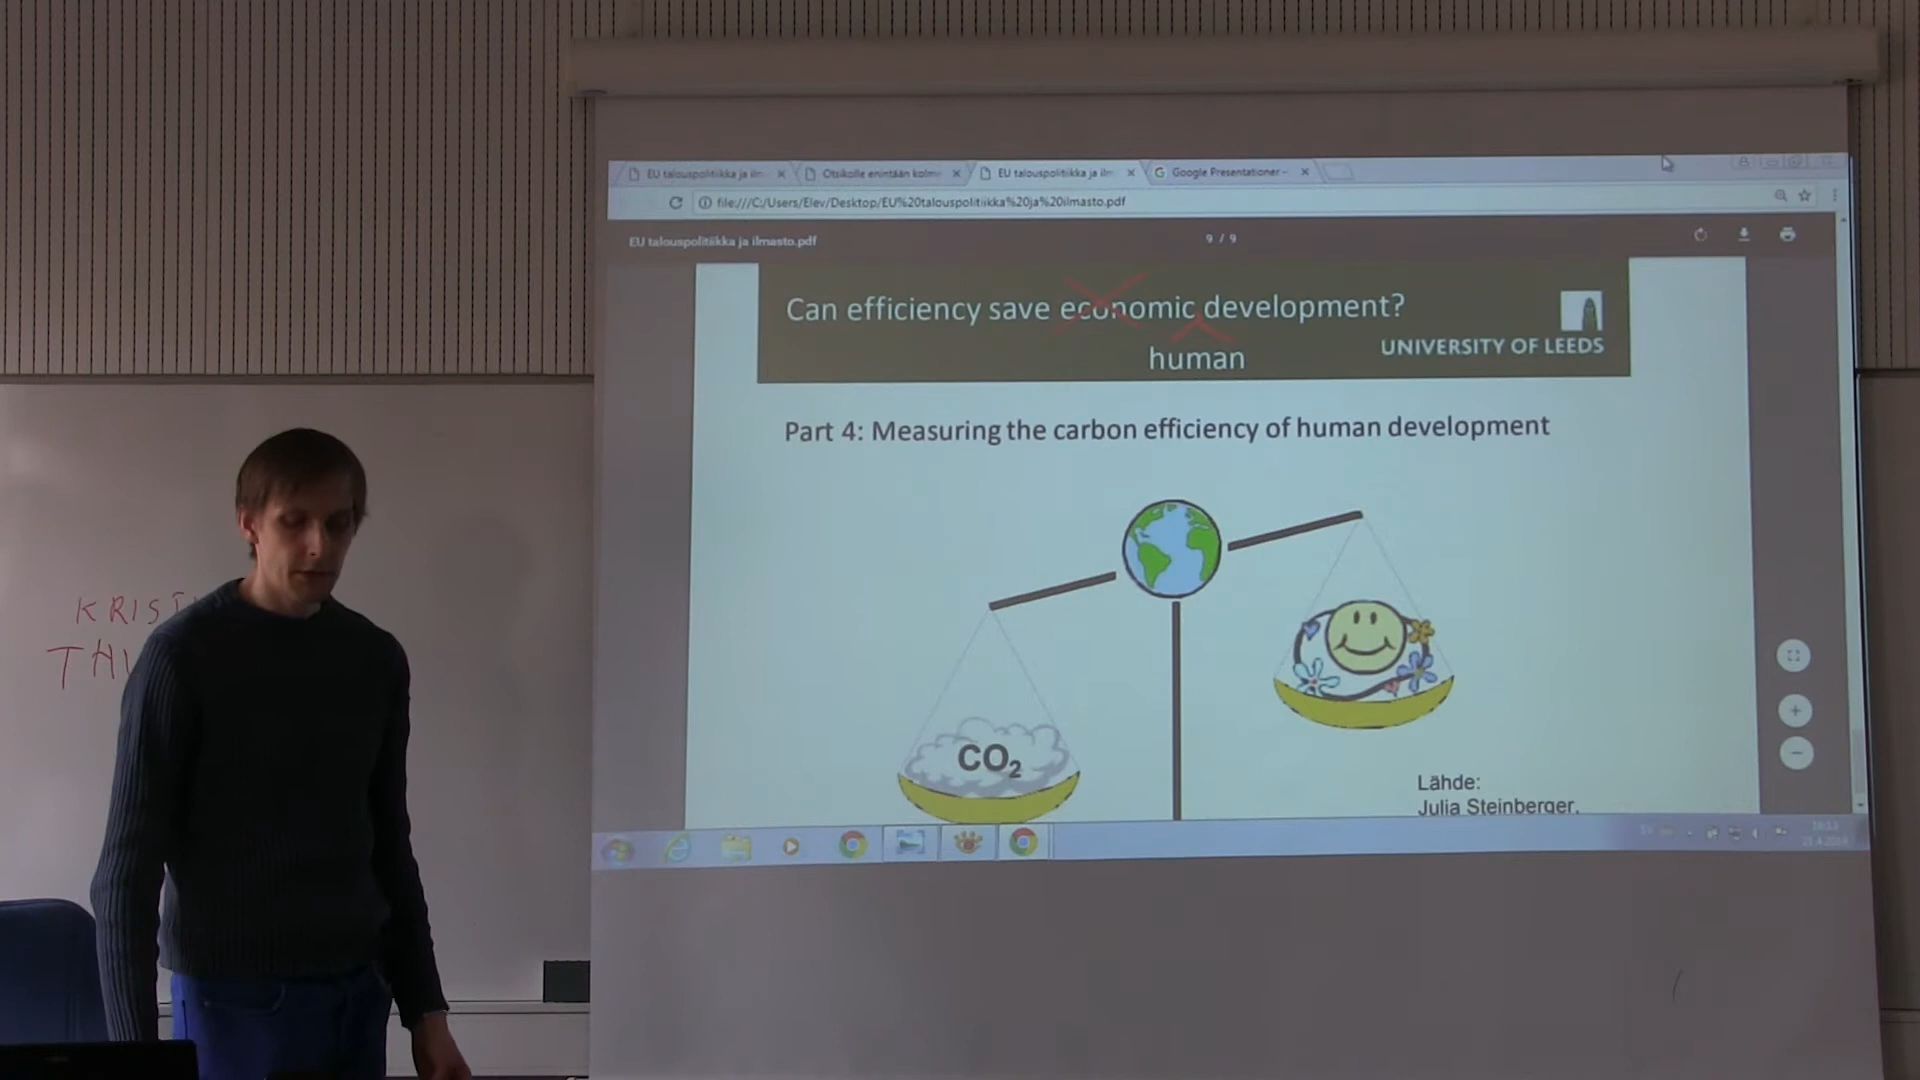 EU talouspolitiikka ja ilm
Otsikolle enintään kolme
EU talouspolitiikka ja ilm
Google Presentationer -
file:///C:/Users/Elev/Desktop/EU%20talouspolitiikka%20ja%20ilmasto.pdf
EU talouspolitiikka ja ilmasto.pdf
9 / 9
Can efficiency save economic development?
human
UNIVERSITY OF LEEDS
Part 4: Measuring the carbon efficiency of human development
CO₂
Lähde:
Julia Steinberger,
KRIST
THI